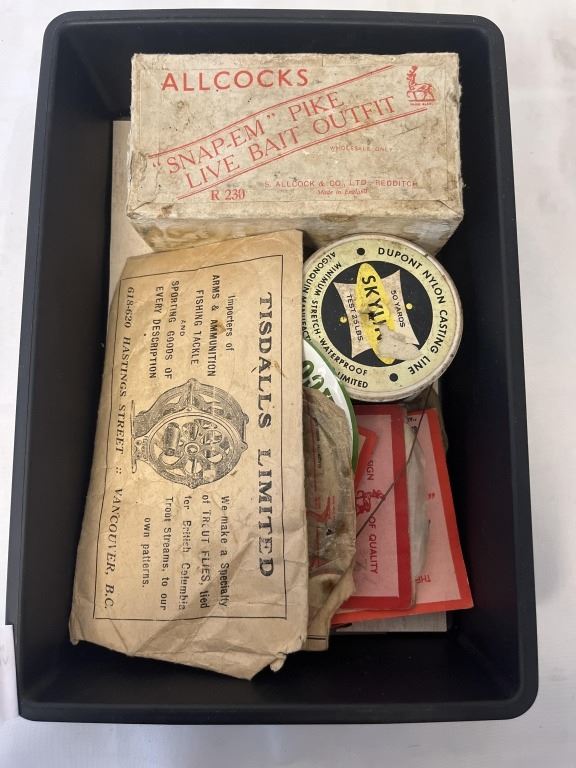 ALLCOCKS
"SNAP-EM" PIKE
LIVE BAIT OUTFIT
WHOLESALE ONLY
R 230
S. ALLCOCK & CO., LTD. REDDITCH
Made in England
DUPONT NYLON CASTING LINE
50 YARDS
TEST 25 LBS.
MINIMUM STRETCH - WATERPROOF
TISDALLS LIMITED
Importers of
ARMS & AMMUNITION
FISHING TACKLE
AND
SPORTING GOODS OF
EVERY DESCRIPTION
We make a Specialty
of TROUT FLIES, tied
for British Columbia
Trout Streams, to our
own patterns.
618-620 HASTINGS STREET :: VANCOUVER, B.C.
OF QUALITY